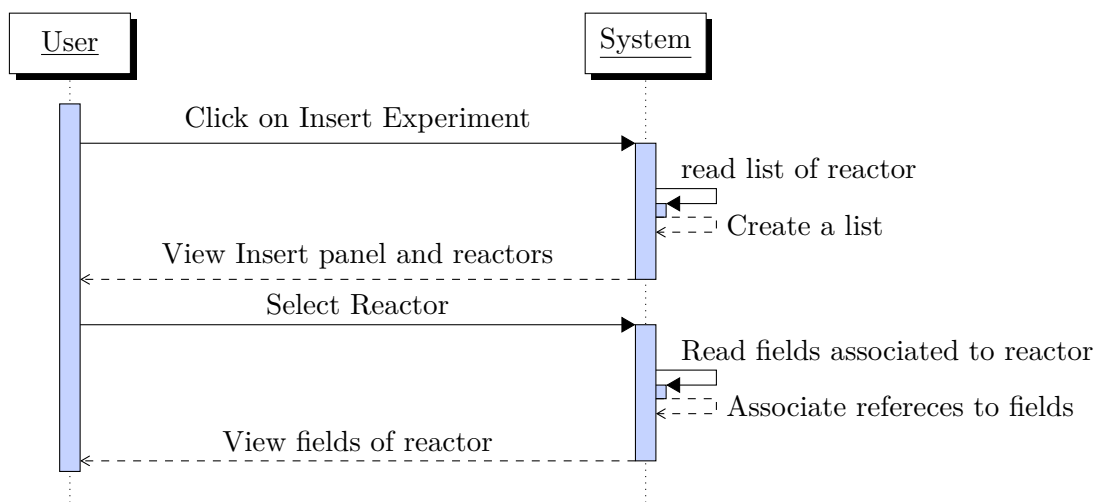 User
System
Click on Insert Experiment
read list of reactor
Create a list
View Insert panel and reactors
Select Reactor
Read fields associated to reactor
Associate refereces to fields
View fields of reactor